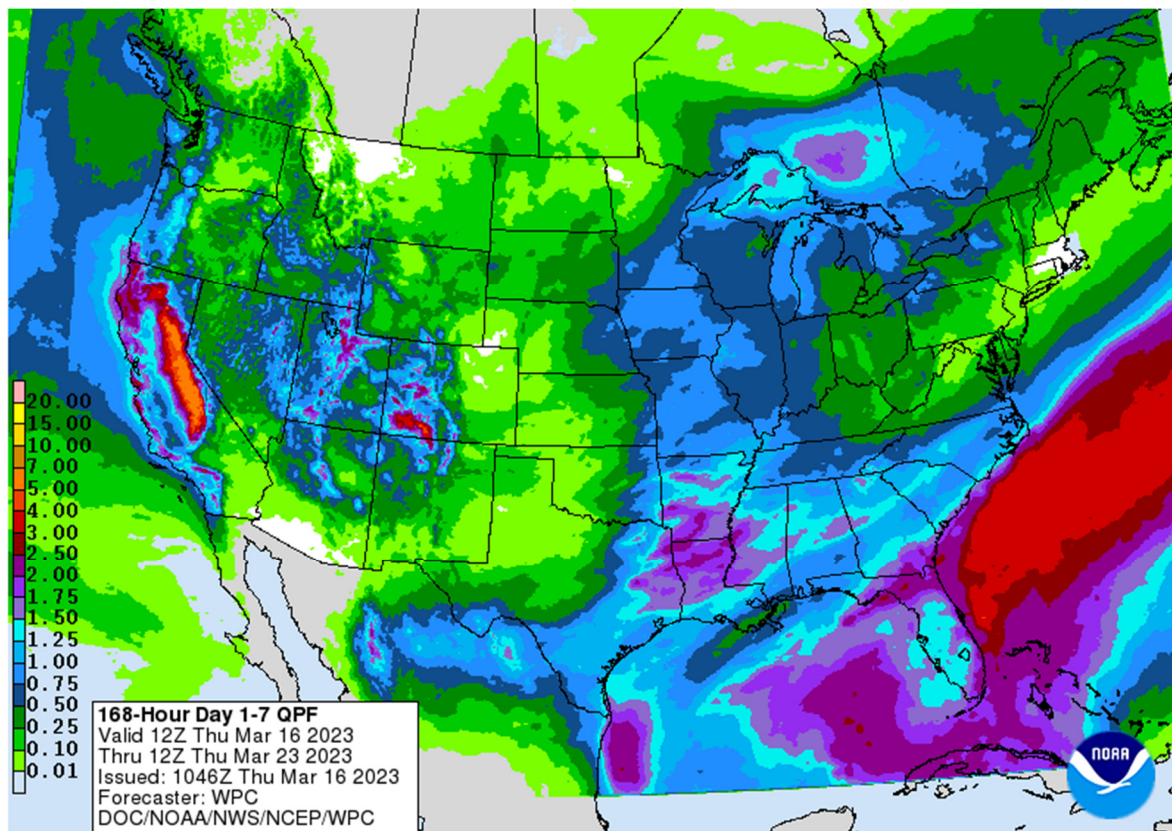 20.00
15.00
10.00
7.00
5.00
4.00
3.00
2.50
2.00
1.75
1.50
1.25
1.00
0.75
0.50
0.25
0.10
0.01
168-Hour Day 1-7 QPF
Valid 12Z Thu Mar 16 2023
Thru 12Z Thu Mar 23 2023
Issued: 1046Z Thu Mar 16 2023
Forecaster: WPC
DOC/NOAA/NWS/NCEP/WPC
NOAA